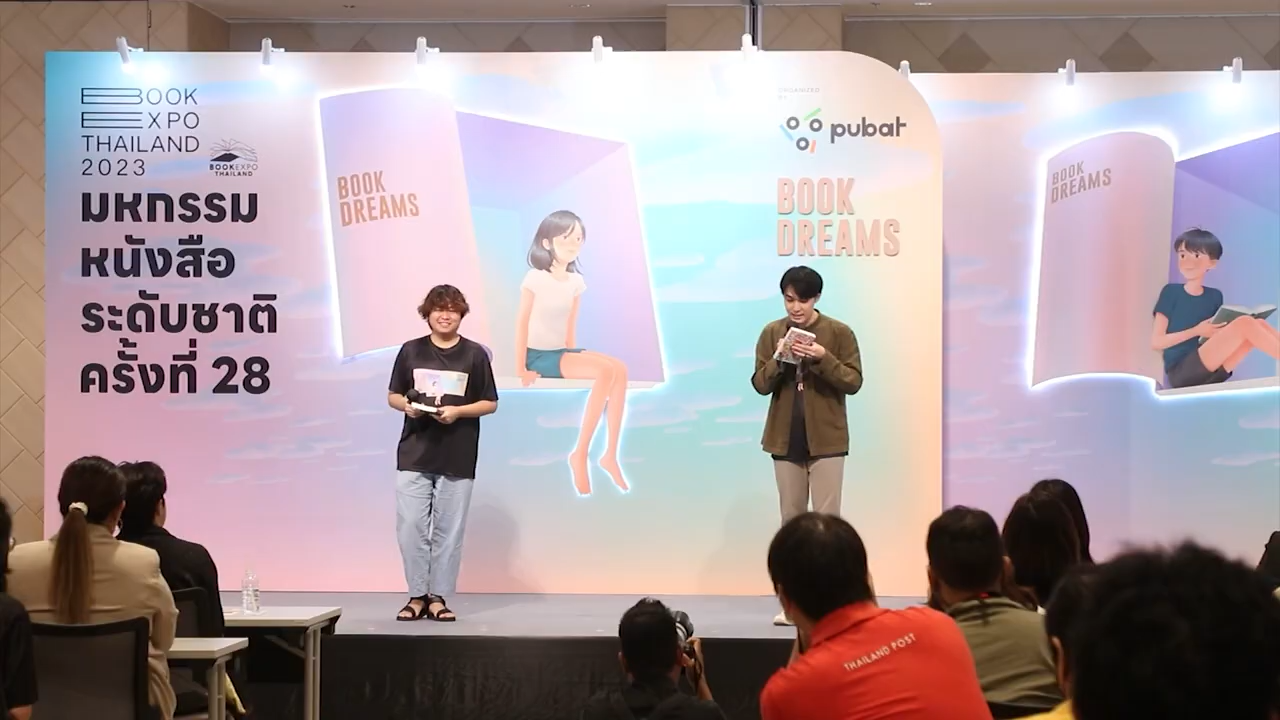 BOOK
EXPO
THAILAND
2023
BOOKEXPO
THAILAND
มหกรรม
หนังสือ
ระดับชาติ
ครั้งที่ 28
BOOK
DREAMS
ORGANIZED
BY
pubat
BOOK
DREAMS
BOOK
DREAMS
THAILAND POST